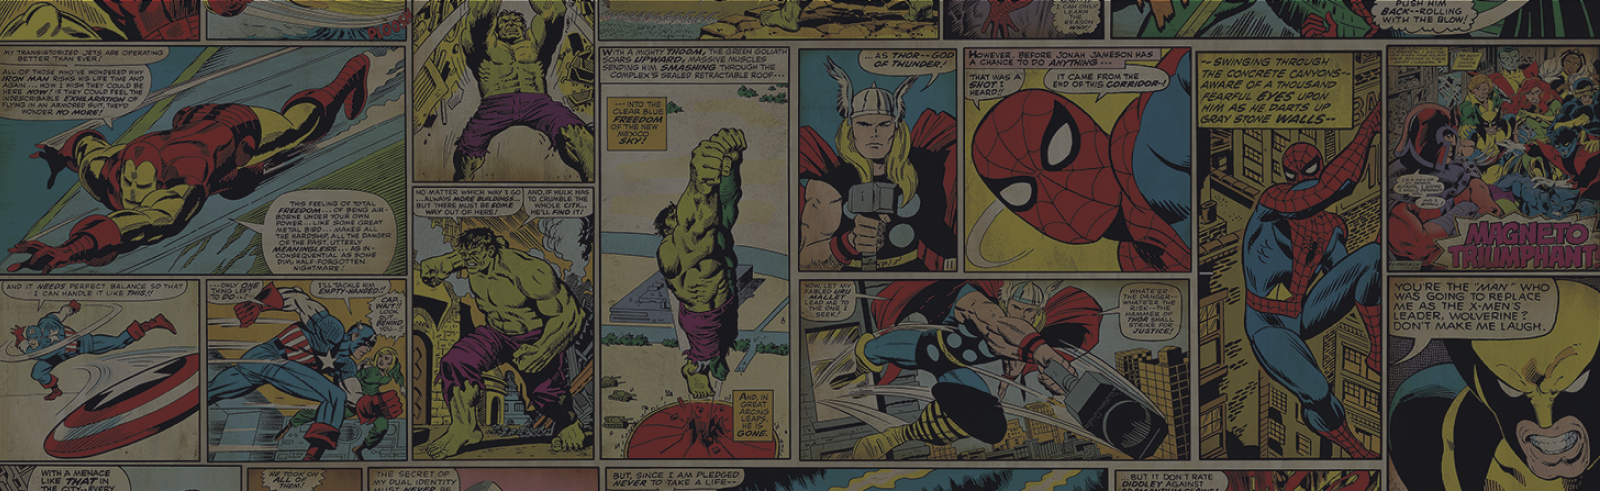 I CAN ONLY
LEARN
THE
REASON
WHY!
PUSH HIM
BACK--ROLLING
WITH THE BLOW!
MY TRANSISTORIZED JETS ARE OPERATING
BETTER THAN EVER!
ALL OF THOSE WHO'VE WONDERED WHY
IRON MAN RISKS HIS LIFE TIME AND
AGAIN... HOW I WISH THEY COULD BE
HERE NOW! IF THEY COULD FEEL THE
INDESCRIBABLE EXHILARATION OF
FLYING IN AN ARMORED SUIT, THEY'D
WONDER NO MORE!
THIS FEELING OF TOTAL
FREEDOM... OF BEING AIR-
BORNE UNDER YOUR OWN
POWER... LIKE SOME GREAT
METAL BIRD... MAKES ALL
THE HARDSHIP, ALL THE DANGER
OF THE PAST, UTTERLY
MEANINGLESS... AS IN-
CONSEQUENTIAL AS SOME
DIM, HALF-FORGOTTEN
NIGHTMARE!
AND IT NEEDS PERFECT BALANCE SO THAT
I CAN HANDLE IT LIKE THIS!!
...ONLY ONE
THING LEFT
TO DO--!
I'LL TACKLE HIM
EMPTY-HANDED!!
CAP,
WAIT!!
LOOK
OUT
BEHIND
YOU--!!
NO MATTER WHICH WAY I GO
...ALWAYS MORE BUILDINGS...
BUT THERE MUST BE SOME
WAY OUT OF HERE!
AND, IF HULK HAS
TO CRUMBLE THE
WHOLE CITY...
HE'LL FIND IT!
WITH A MIGHTY THOOM, THE GREEN GOLIATH
SOARS UPWARD, MASSIVE MUSCLES
SENDING HIM SMASHING THROUGH THE
COMPLEX'S SEALED RETRACTABLE ROOF---
---INTO THE
CLEAR BLUE
FREEDOM
OF THE NEW
MEXICO
SKY!
AND, IN GREAT
ARCING
LEAPS,
HE IS
GONE.
... AS THOR--GOD
OF THUNDER!
HOWEVER, BEFORE JONAH JAMESON HAS
A CHANCE TO DO ANYTHING...
THAT WAS A
SHOT I
HEARD!!
IT CAME FROM THE
END OF THIS CORRIDOR--!
NOW, LET MY
FABLED URU
MALLET
LEAD ME TO
THE ONE I
SEEK!
WHATE'ER
THE DANGER--
WHATE'ER THE
RISK--THE
HAMMER OF
THOR SHALL
STRIKE FOR
JUSTICE!
~SWINGING THROUGH
THE CONCRETE CANYONS~
AWARE OF A THOUSAND
FEARFUL EYES UPON
HIM AS HE DARTS UP
GRAY STONE WALLS--
MAGNETO
TRIUMPHANT!
YOU'RE THE "MAN" WHO
WAS GOING TO REPLACE
ME AS THE X-MEN'S
LEADER, WOLVERINE?
DON'T MAKE ME LAUGH.
WITH A MENACE
LIKE THAT IN
THE CITY--EVERY
HE TOOK ON
ALL OF
THEM!
THE SECRET OF
MY DUAL IDENTITY
MUST NEVER BE
BUT, SINCE I AM PLEDGED
NEVER TO TAKE A LIFE--
...BUT IT DON'T RATE
DIDDLEY AGAINST
ADAMANTIUM CLAWS!